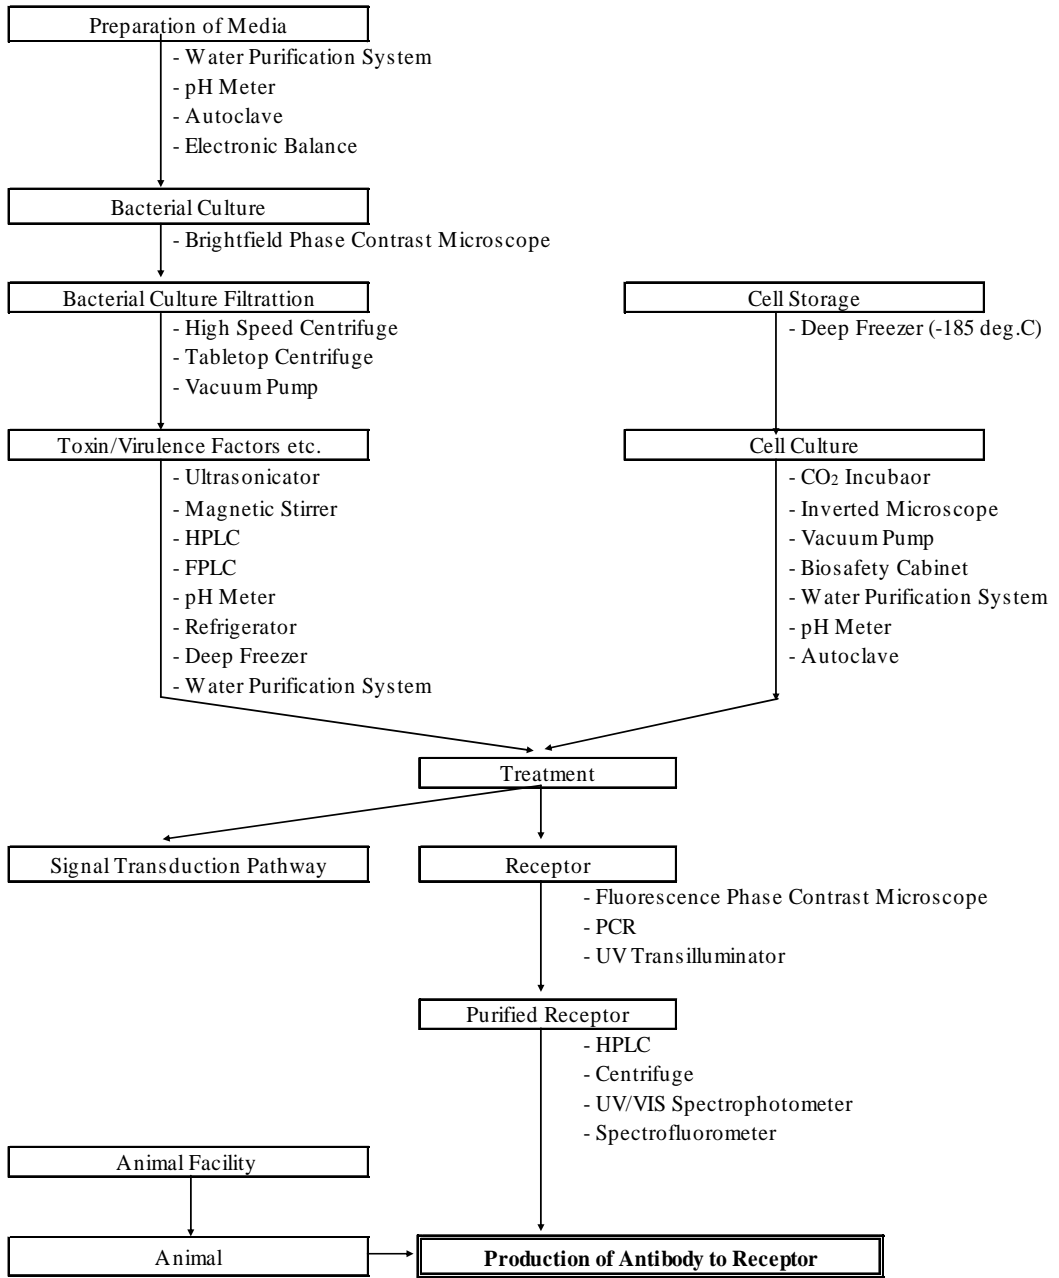 Preparation of Media
- Water Purification System
- pH Meter
- Autoclave
- Electronic Balance
Bacterial Culture
- Brightfield Phase Contrast Microscope
Bacterial Culture Filtrattion
- High Speed Centrifuge
- Tabletop Centrifuge
- Vacuum Pump
Cell Storage
- Deep Freezer (-185 deg.C)
Toxin/Virulence Factors etc.
- Ultrasonicator
- Magnetic Stirrer
- HPLC
- FPLC
- pH Meter
- Refrigerator
- Deep Freezer
- Water Purification System
Cell Culture
- CO2 Incubaor
- Inverted Microscope
- Vacuum Pump
- Biosafety Cabinet
- Water Purification System
- pH Meter
- Autoclave
Treatment
Signal Transduction Pathway
Receptor
- Fluorescence Phase Contrast Microscope
- PCR
- UV Transilluminator
Purified Receptor
- HPLC
- Centrifuge
- UV/VIS Spectrophotometer
- Spectrofluorometer
Animal Facility
Animal
Production of Antibody to Receptor